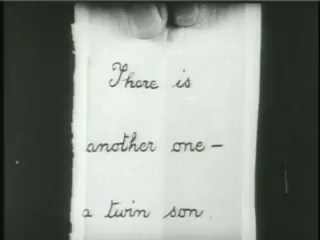 There is
another one –
a twin son.